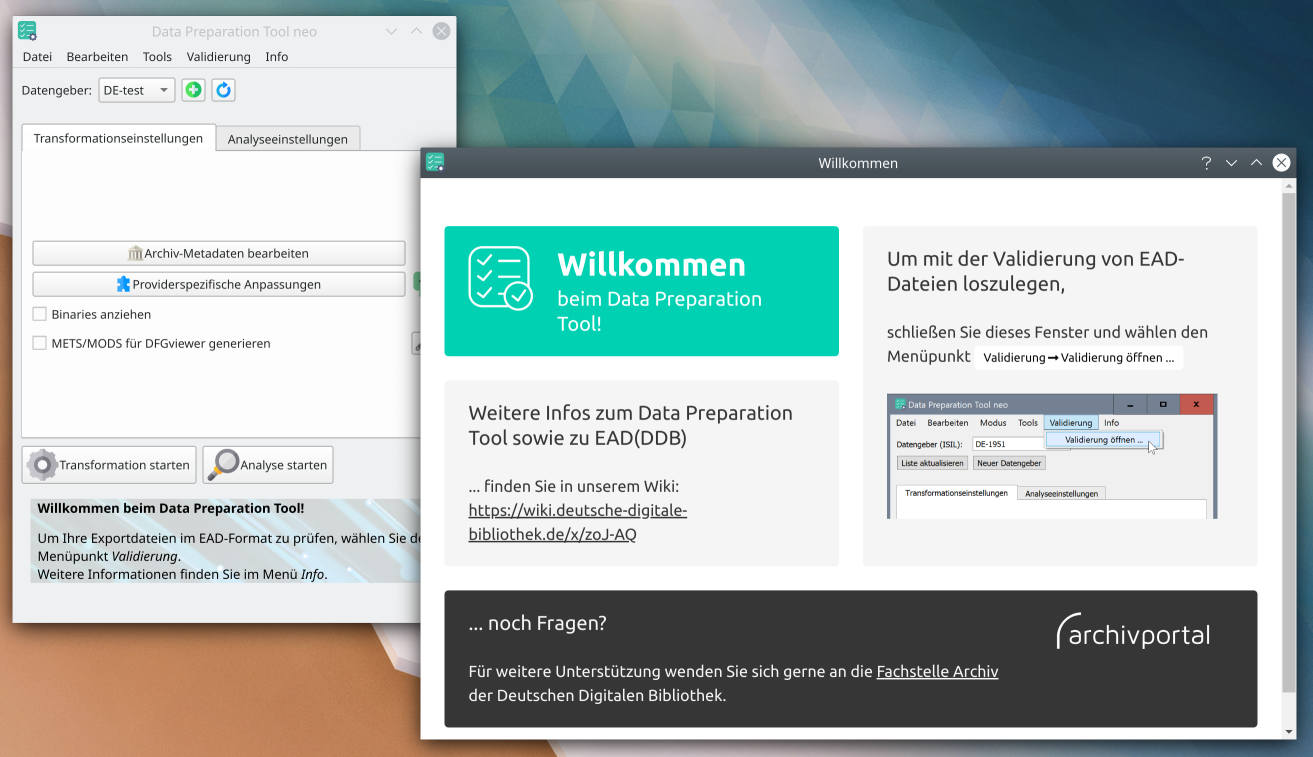 Data Preparation Tool neo
Datei Bearbeiten Tools Validierung Info
Datengeber: DE-test
Transformationseinstellungen Analyseeinstellungen
Archiv-Metadaten bearbeiten
Providerspezifische Anpassungen
Binaries anziehen
METS/MODS für DFGviewer generieren
Transformation starten Analyse starten
Willkommen beim Data Preparation Tool!
Um Ihre Exportdateien im EAD-Format zu prüfen, wählen Sie
Menüpunkt Validierung.
Weitere Informationen finden Sie im Menü Info.
Willkommen
Willkommen
beim Data Preparation
Tool!
Weitere Infos zum Data Preparation
Tool sowie zu EAD(DDB)
... finden Sie in unserem Wiki:
https://wiki.deutsche-digitale-
bibliothek.de/x/zoJ-AQ
Um mit der Validierung von EAD-
Dateien loszulegen,
schließen Sie dieses Fenster und wählen den
Menüpunkt Validierung→Validierung öffnen ...
Data Preparation Tool neo
Datei Bearbeiten Modus Tools Validierung Info
Validierung öffnen ...
Datengeber (ISIL): DE-1951
Liste aktualisieren Neuer Datengeber
Transformationseinstellungen Analyseeinstellungen
... noch Fragen?
archivportal
Für weitere Unterstützung wenden Sie sich gerne an die Fachstelle Archiv
der Deutschen Digitalen Bibliothek.